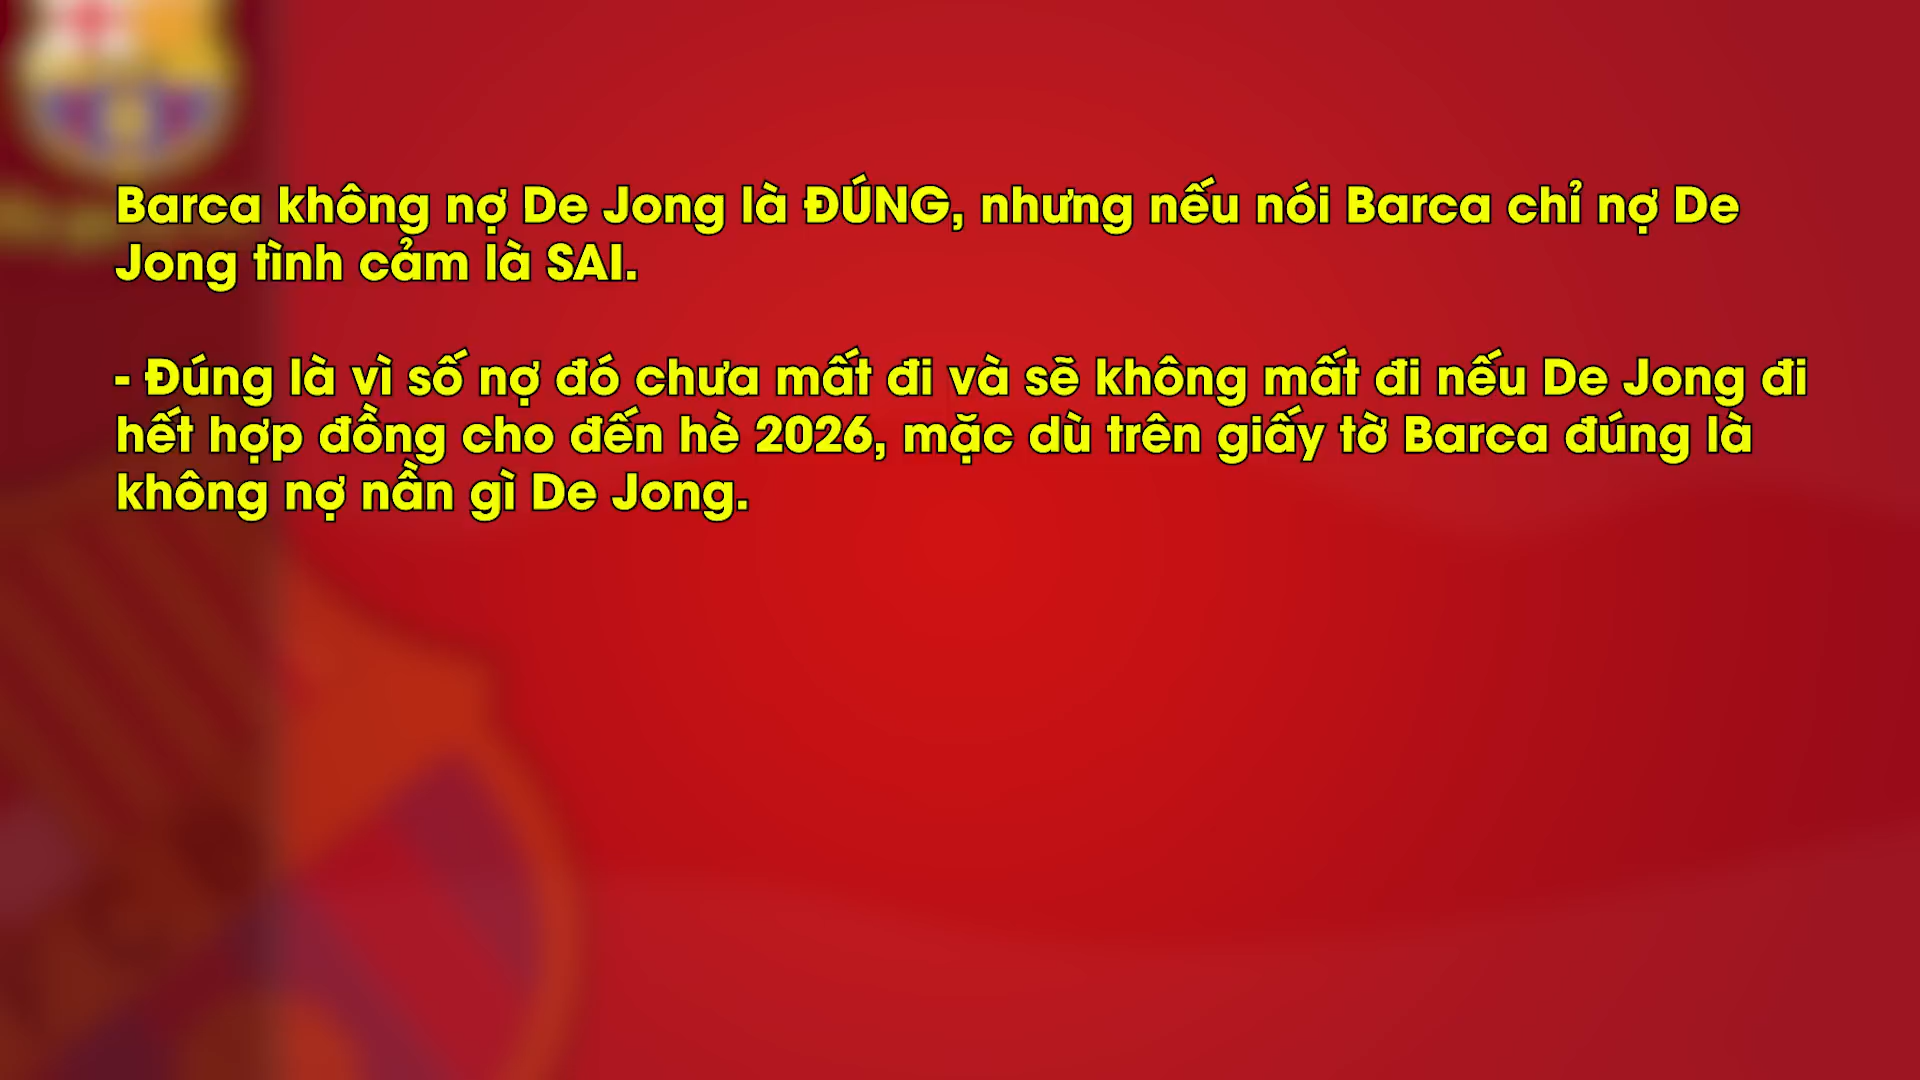 Barca không nợ De Jong là ĐÚNG, nhưng nếu nói Barca chỉ nợ De
Jong tình cảm là SAI.
- Đúng là vì số nợ đó chưa mất đi và sẽ không mất đi nếu De Jong đi
hết hợp đồng cho đến hè 2026, mặc dù trên giấy tờ Barca đúng là
không nợ nần gì De Jong.